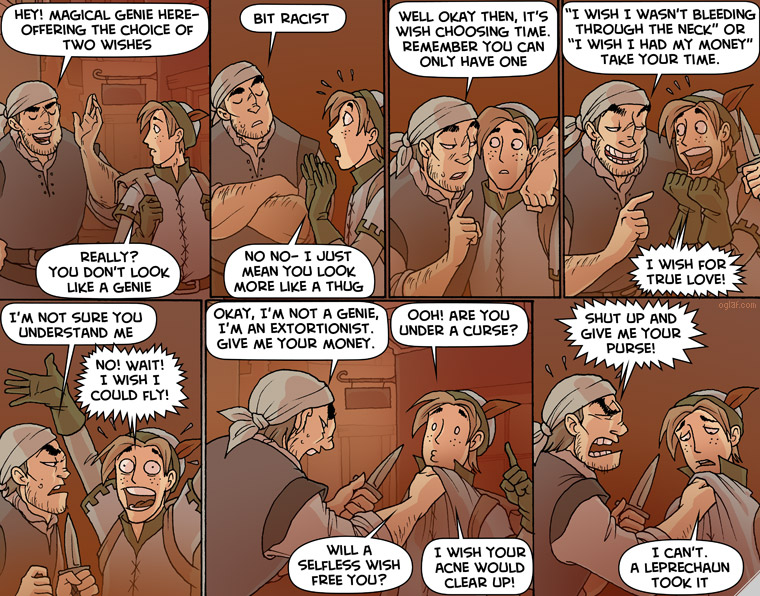 HEY! MAGICAL GENIE HERE-
OFFERING THE CHOICE OF
TWO WISHES
REALLY?
YOU DON'T LOOK
LIKE A GENIE
BIT RACIST
NO NO- I JUST
MEAN YOU LOOK
MORE LIKE A THUG
WELL OKAY THEN, IT'S
WISH CHOOSING TIME.
REMEMBER YOU CAN
ONLY HAVE ONE
"I WISH I WASN'T BLEEDING
THROUGH THE NECK" OR
"I WISH I HAD MY MONEY"
TAKE YOUR TIME.
I WISH FOR
TRUE LOVE!
I'M NOT SURE YOU
UNDERSTAND ME
NO! WAIT!
I WISH I
COULD FLY!
OKAY, I'M NOT A GENIE,
I'M AN EXTORTIONIST.
GIVE ME YOUR MONEY.
OOH! ARE YOU
UNDER A CURSE?
WILL A
SELFLESS WISH
FREE YOU?
I WISH YOUR
ACNE WOULD
CLEAR UP!
oglaf.com
SHUT UP AND
GIVE ME YOUR
PURSE!
I CAN'T.
A LEPRECHAUN
TOOK IT